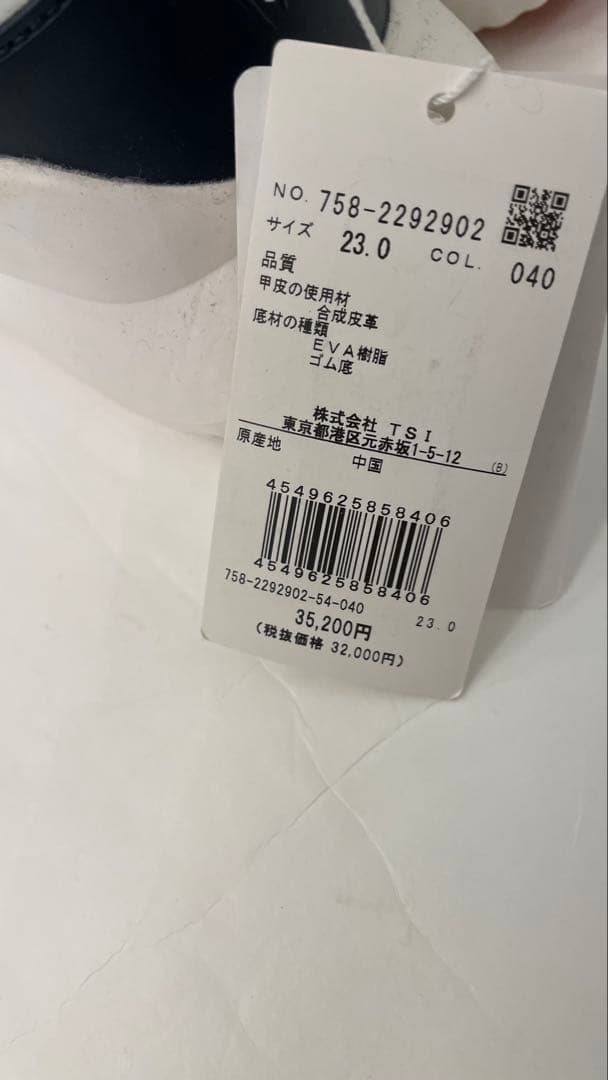 NO. 758-2292902
サイズ 23.0 COL. 040
品質
甲皮の使用材
合成皮革
底材の種類
EVA樹脂
ゴム底
株式会社 TSI
東京都港区元赤坂1-5-12 (8)
原産地
中国
4549625858406
4549625858406
758-2292902-54-040 23.0
35,200円
(税抜価格 32,000円)